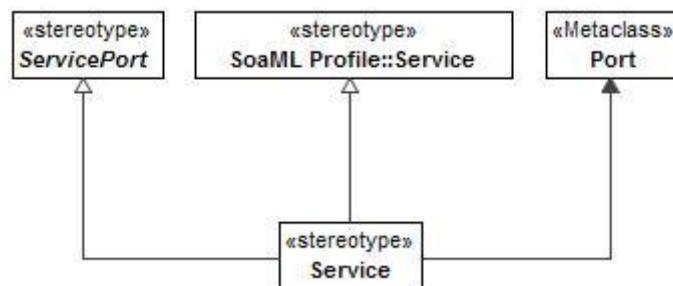 «stereotype»
ServicePort
«stereotype»
SoaML Profile::Service
«Metaclass»
Port
«stereotype»
Service